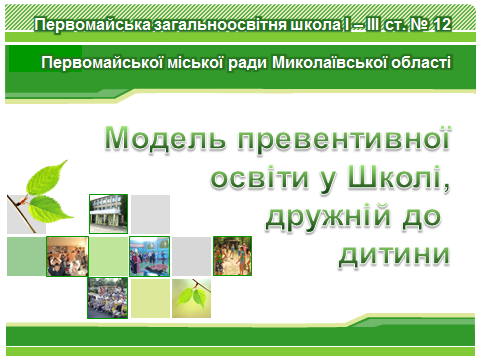 Первомайська загальноосвітня школа І – ІІІ ст. № 12
Первомайської міської ради Миколаївської області
Модель превентивної
освіти у Школі,
дружній до
дитини